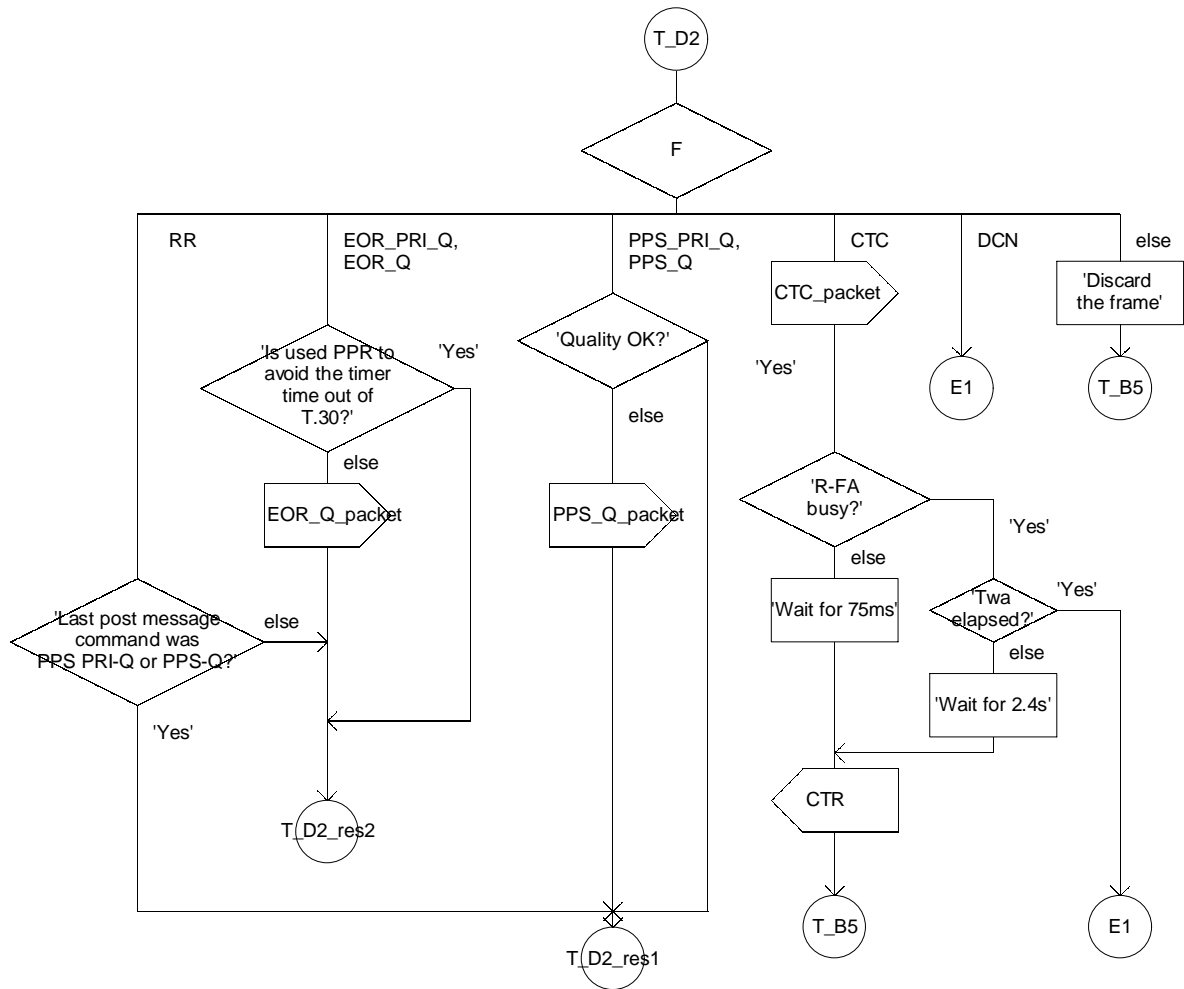 T_D2
F
RR
EOR_PRI_Q,
EOR_Q
PPS_PRI_Q,
PPS_Q
CTC
DCN
else
CTC_packet
'Discard
the frame'
'Is used PPR to
avoid the timer
time out of
T.30?'
'Yes'
'Quality OK?'
'Yes'
E1
T_B5
else
else
EOR_Q_packet
PPS_Q_packet
'R-FA
busy?'
'Yes'
else
'Wait for 75ms'
'Twa
elapsed?'
'Yes'
'Last post message
command was
PPS PRI-Q or PPS-Q?'
else
else
'Wait for 2.4s'
'Yes'
CTR
T_D2_res2
T_B5
E1
T_D2_res1